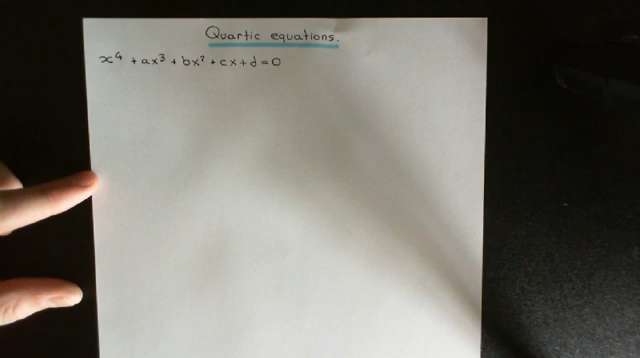 Quartic equations.
x⁴ + ax³ + bx² + cx + d = 0